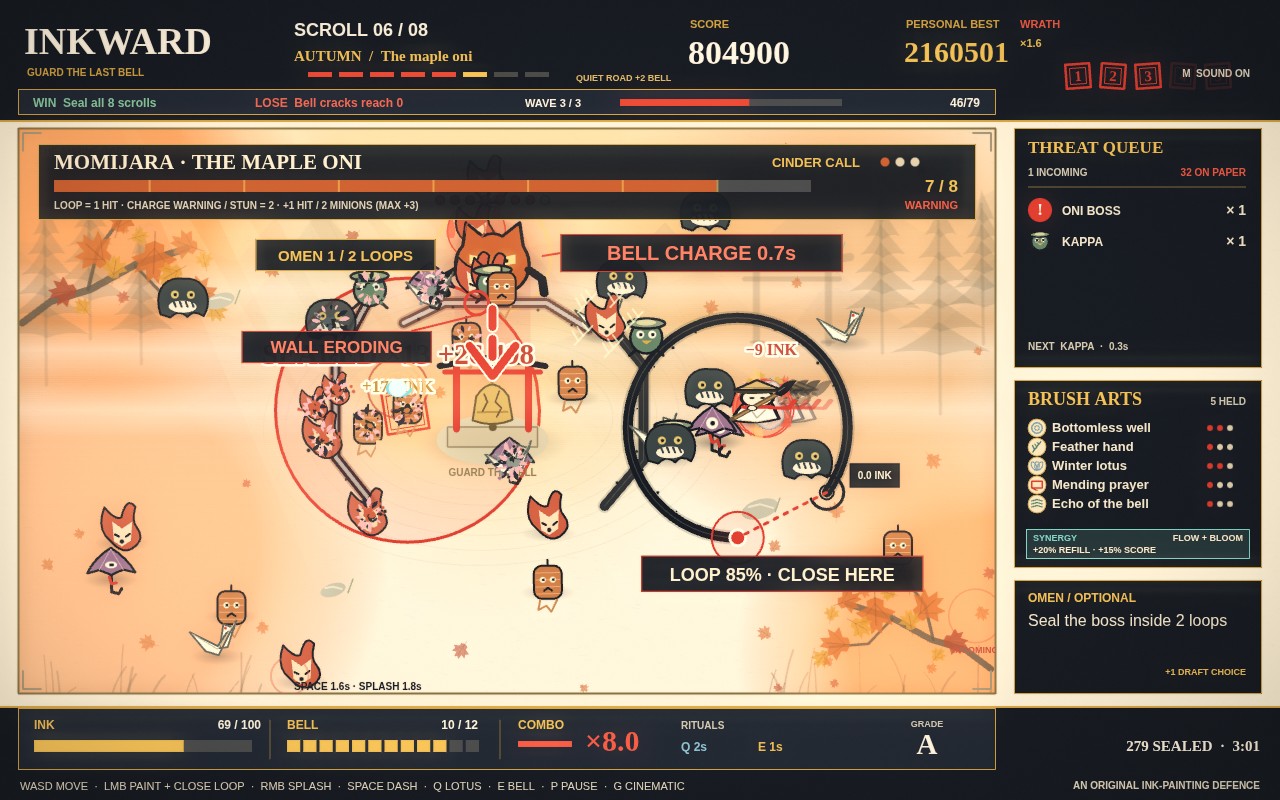 INKWARD
GUARD THE LAST BELL
SCROLL 06 / 08
AUTUMN / The maple oni
QUIET ROAD +2 BELL
SCORE
804900
PERSONAL BEST
2160501
WRATH
×1.6
1 2 3
M SOUND ON
WIN Seal all 8 scrolls
LOSE Bell cracks reach 0
WAVE 3 / 3
46/79
MOMIJARA · THE MAPLE ONI
CINDER CALL
7 / 8
LOOP = 1 HIT · CHARGE WARNING / STUN = 2 · +1 HIT / 2 MINIONS (MAX +3)
WARNING
OMEN 1 / 2 LOOPS
BELL CHARGE 0.7s
WALL ERODING
−9 INK
GUARD THE BELL
0.0 INK
LOOP 85% · CLOSE HERE
SPACE 1.6s · SPLASH 1.8s
THREAT QUEUE
1 INCOMING
32 ON PAPER
! ONI BOSS × 1
KAPPA × 1
NEXT KAPPA · 0.3s
BRUSH ARTS
5 HELD
Bottomless well
Feather hand
Winter lotus
Mending prayer
Echo of the bell
SYNERGY
FLOW + BLOOM
+20% REFILL · +15% SCORE
OMEN / OPTIONAL
Seal the boss inside 2 loops
+1 DRAFT CHOICE
INK
69 / 100
BELL
10 / 12
COMBO
×8.0
RITUALS
Q 2s
E 1s
GRADE
A
279 SEALED · 3:01
WASD MOVE · LMB PAINT + CLOSE LOOP · RMB SPLASH · SPACE DASH · Q LOTUS · E BELL · P PAUSE · G CINEMATIC
AN ORIGINAL INK-PAINTING DEFENCE